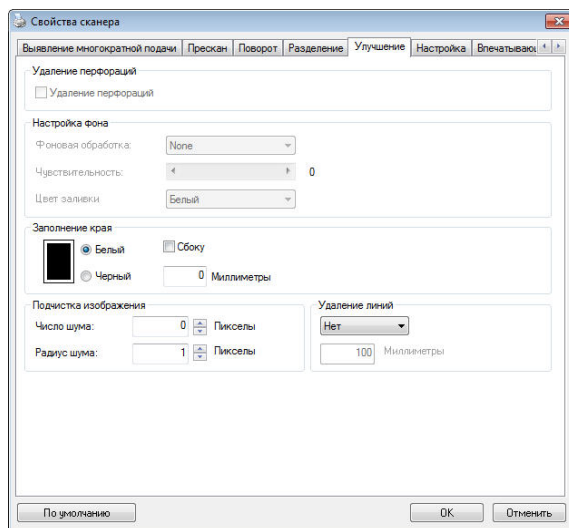 Свойства сканера
Выявление многократной подачи Прескан Поворот Разделение Улучшение Настройка
Удаление перфораций
Удаление перфораций
Настройка фона
Фоновая обработка: None
Чувствительность: 0
Цвет заливки Белый
Заполнение края
Белый Сбоку
Черный 0 Миллиметры
Подчистка изображения Удаление линий
Число шума: 0 Пикселы Нет
Радиус шума: 1 Пикселы 100 Миллиметры
По умолчанию OK Отменить